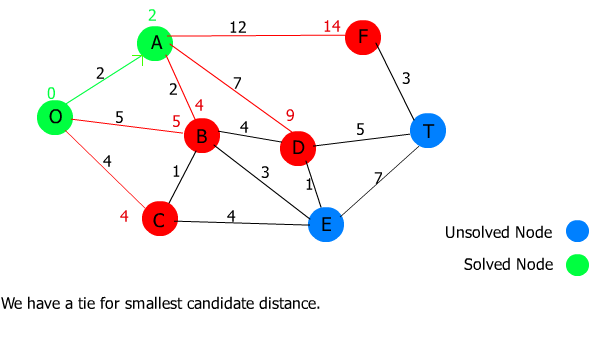 2
A
12
14
F
2
7
3
0
2
4
9
O
5
5
B
4
D
5
T
4
1
3
1
7
4
C
4
E
Unsolved Node
Solved Node
We have a tie for smallest candidate distance.